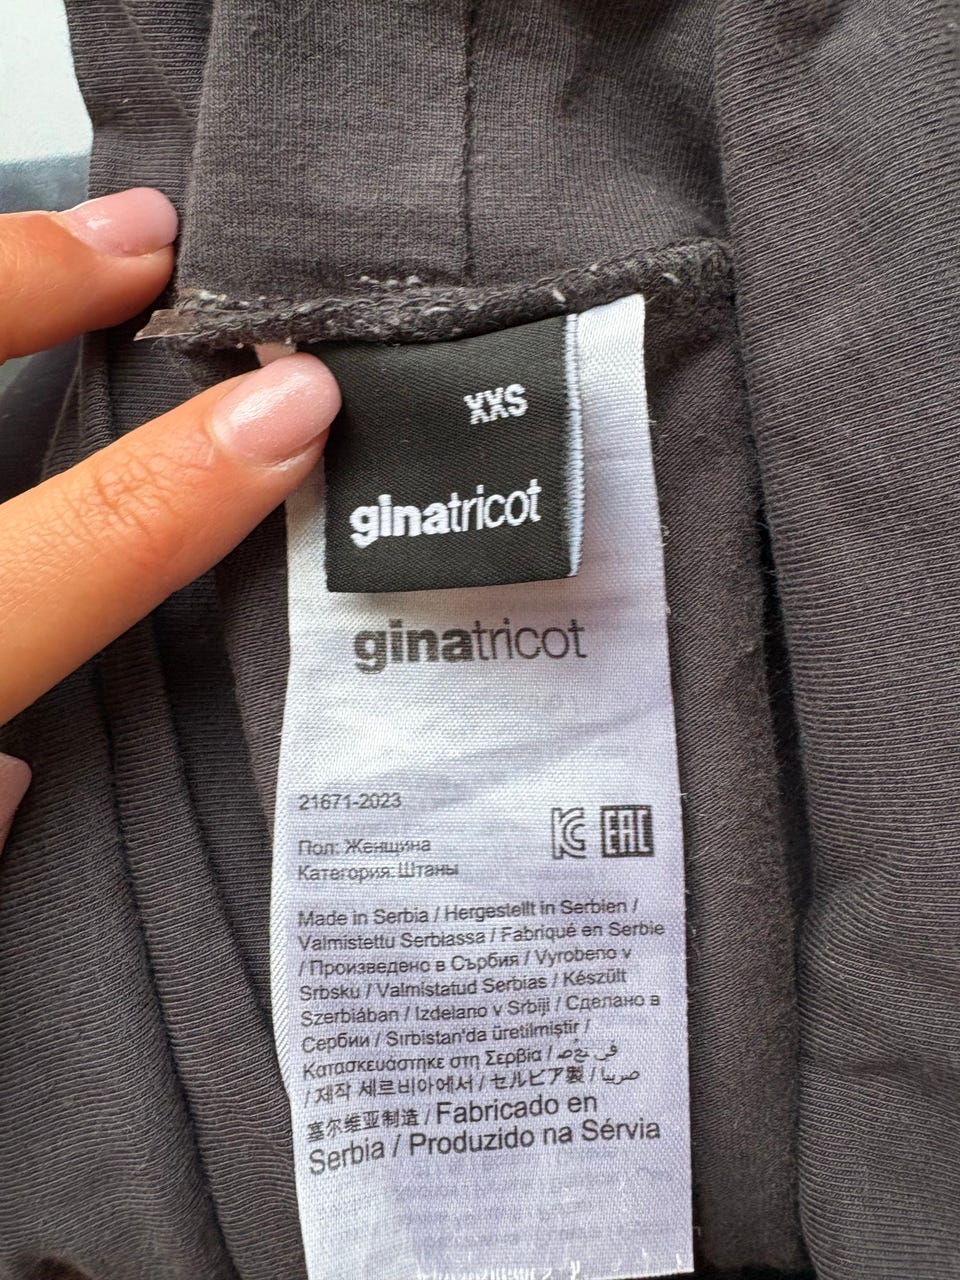 XXS
ginatricot
ginatricot
21671-2023
Пол: Женщина
Категория: Штаны
EAC
Made in Serbia / Hergestellt in Serbien /
Valmistettu Serbiassa / Fabriqué en Serbie
/ Произведено в Сърбия / Vyrobeno v
Srbsku / Valmistatud Serbias / Készült
Szerbiában / Izdelano v Srbiji / Сделано в
Сербии / Sırbistan'da üretilmiştir /
Κατασκευάστηκε στη Σερβία /
/ 제작 세르비아에서 / セルビア製 / صربيا
塞尔维亚制造 / Fabricado en
Serbia / Produzido na Sérvia